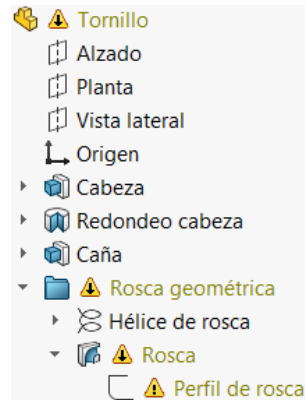 Tornillo
Alzado
Planta
Vista lateral
Origen
Cabeza
Redondeo cabeza
Caña
Rosca geométrica
Hélice de rosca
Rosca
Perfil de rosca